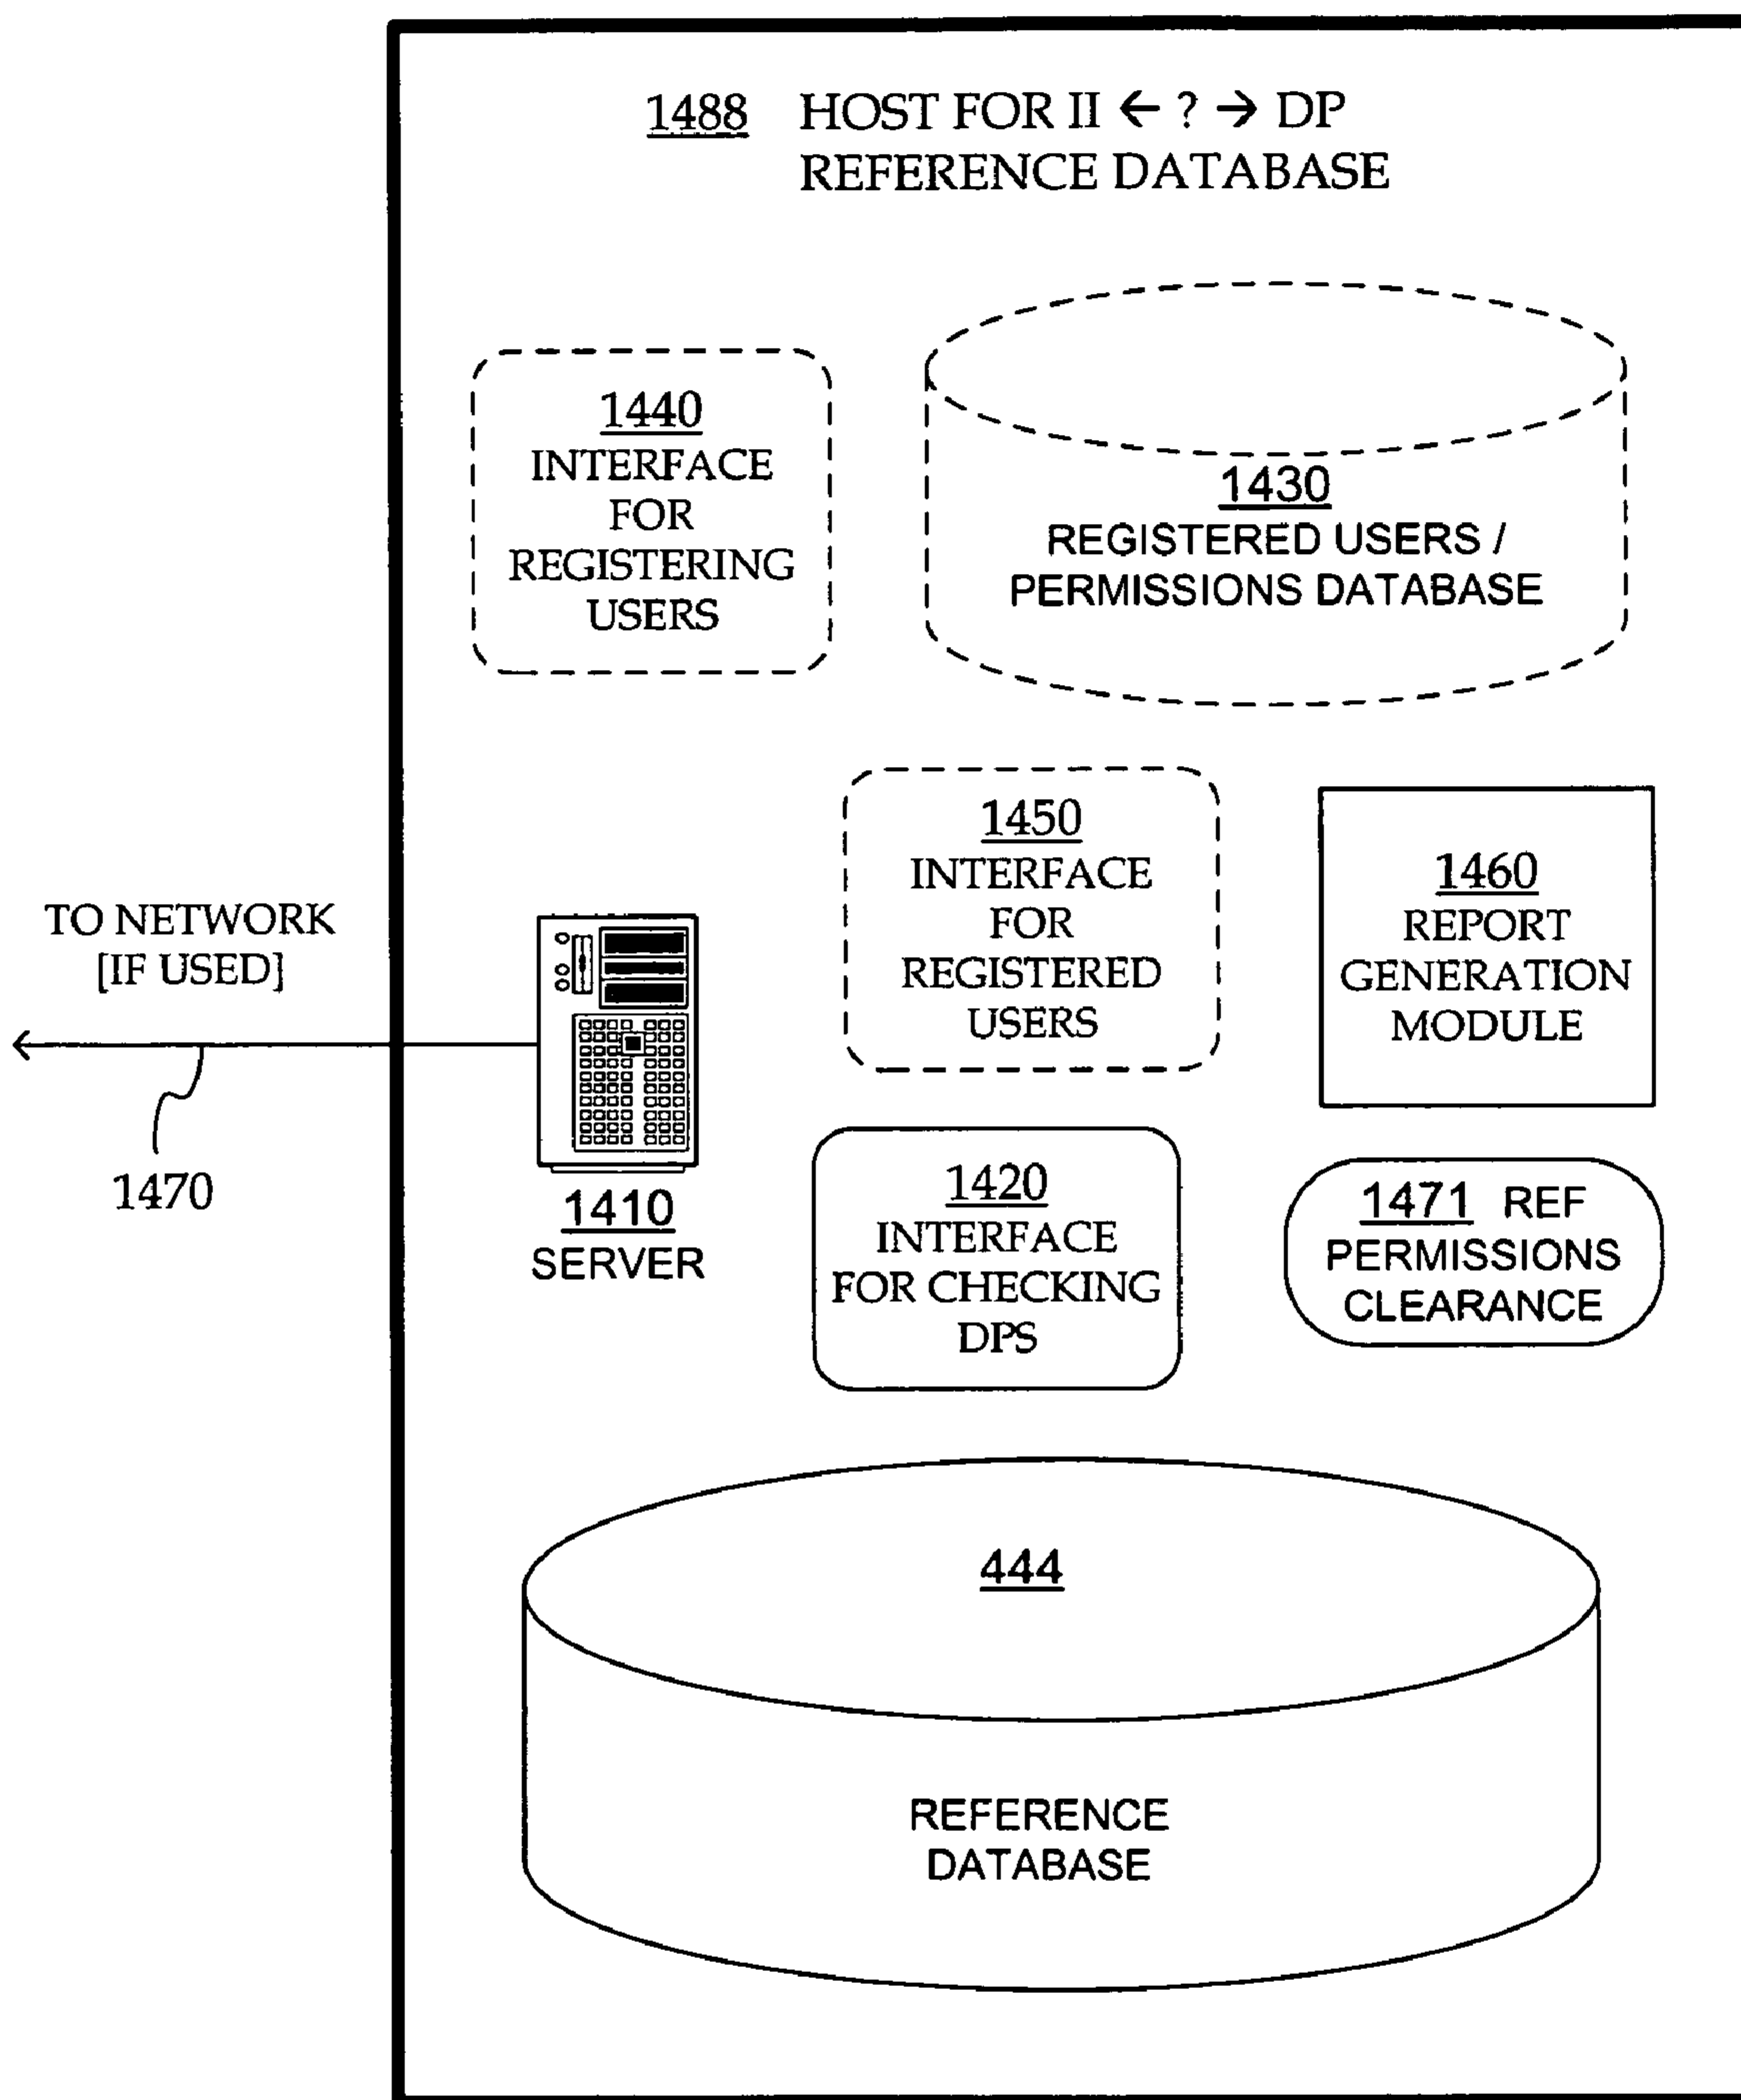 1488 HOST FOR II ← ? → DP
REFERENCE DATABASE
1440
INTERFACE
FOR
REGISTERING
USERS
1430
REGISTERED USERS /
PERMISSIONS DATABASE
1450
INTERFACE
FOR
REGISTERED
USERS
1460
REPORT
GENERATION
MODULE
TO NETWORK
[IF USED]
1470
1410
SERVER
1420
INTERFACE
FOR CHECKING
DPS
1471 REF
PERMISSIONS
CLEARANCE
444
REFERENCE
DATABASE